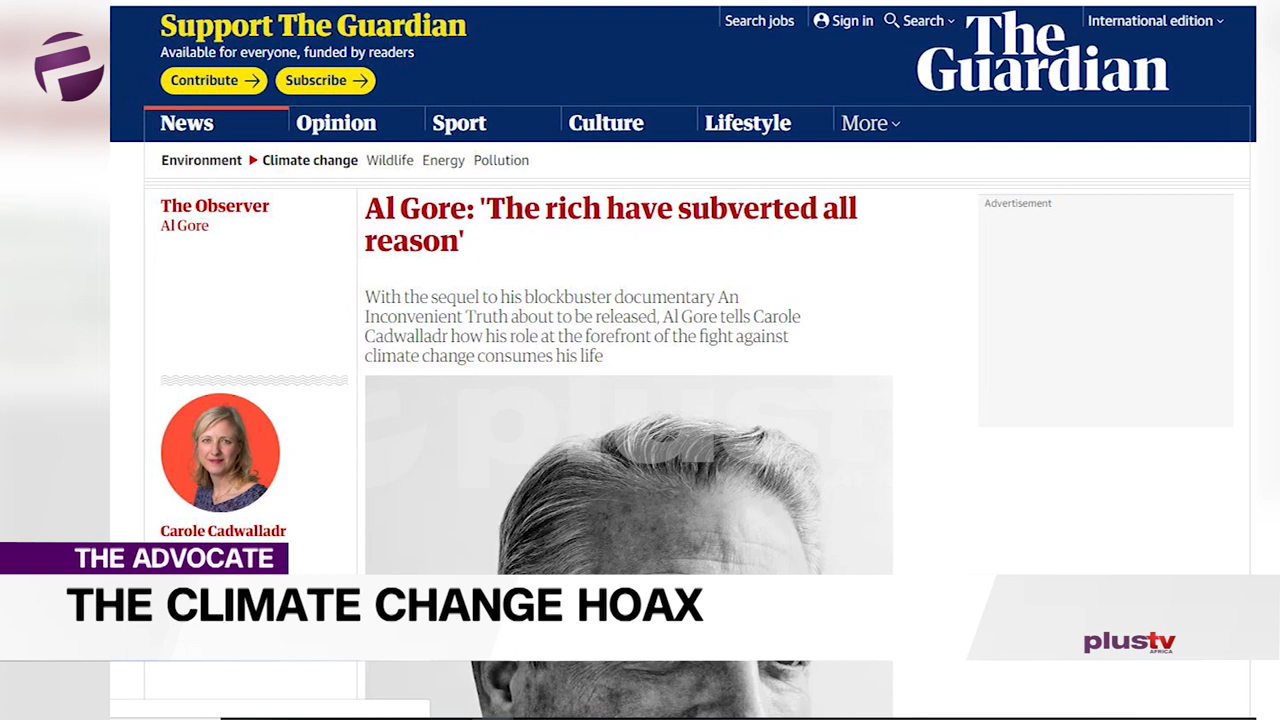 Support The Guardian
Available for everyone, funded by readers
Contribute
Subscribe
Search jobs
Sign in
Search
International edition
The
Guardian
News
Opinion
Sport
Culture
Lifestyle
More
Environment
Climate change
Wildlife
Energy
Pollution
The Observer
Al Gore
Al Gore: 'The rich have subverted all
reason'
Advertisement
With the sequel to his blockbuster documentary An
Inconvenient Truth about to be released, Al Gore tells Carole
Cadwalladr how his role at the forefront of the fight against
climate change consumes his life
plustv
Carole Cadwalladr
THE ADVOCATE
THE CLIMATE CHANGE HOAX
plustv
AFRICA